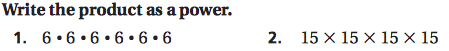 Write the product as a power.
1. 6 • 6 • 6 • 6 • 6 • 6 2. 15 × 15 × 15 × 15